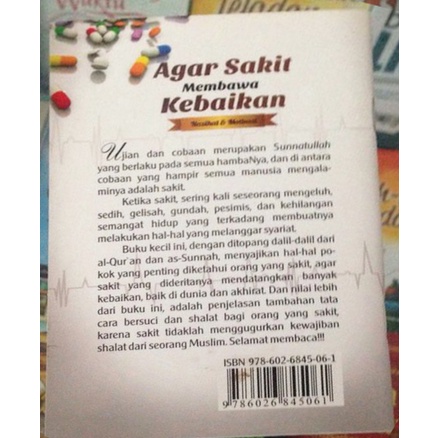 Waktu
Agar Sakit
Membawa
Kebaikan
Nasihat & Motivasi
Ujian dan cobaan merupakan Sunnatullah
yang berlaku pada semua hambaNya, dan di antara
cobaan yang hampir semua manusia mengala-
minya adalah sakit.
Ketika sakit, sering kali seseorang mengeluh,
sedih, gelisah, gundah, pesimis, dan kehilangan
semangat hidup yang terkadang membuatnya
melakukan hal-hal yang melanggar syariat.
Buku kecil ini, dengan ditopang dalil-dalil dari
al-Qur`an dan as-Sunnah, menyajikan hal-hal po-
kok yang penting diketahui orang yang sakit, agar
sakit yang dideritanya mendatangkan banyak
kebaikan, baik di dunia dan akhirat. Dan nilai lebih
dari buku ini, adalah penjelasan tambahan tata
cara bersuci dan shalat bagi orang yang sakit,
karena sakit tidaklah menggugurkan kewajiban
shalat dari seorang Muslim. Selamat membaca!!!
ISBN 978-602-6845-06-1
9 786026 845061